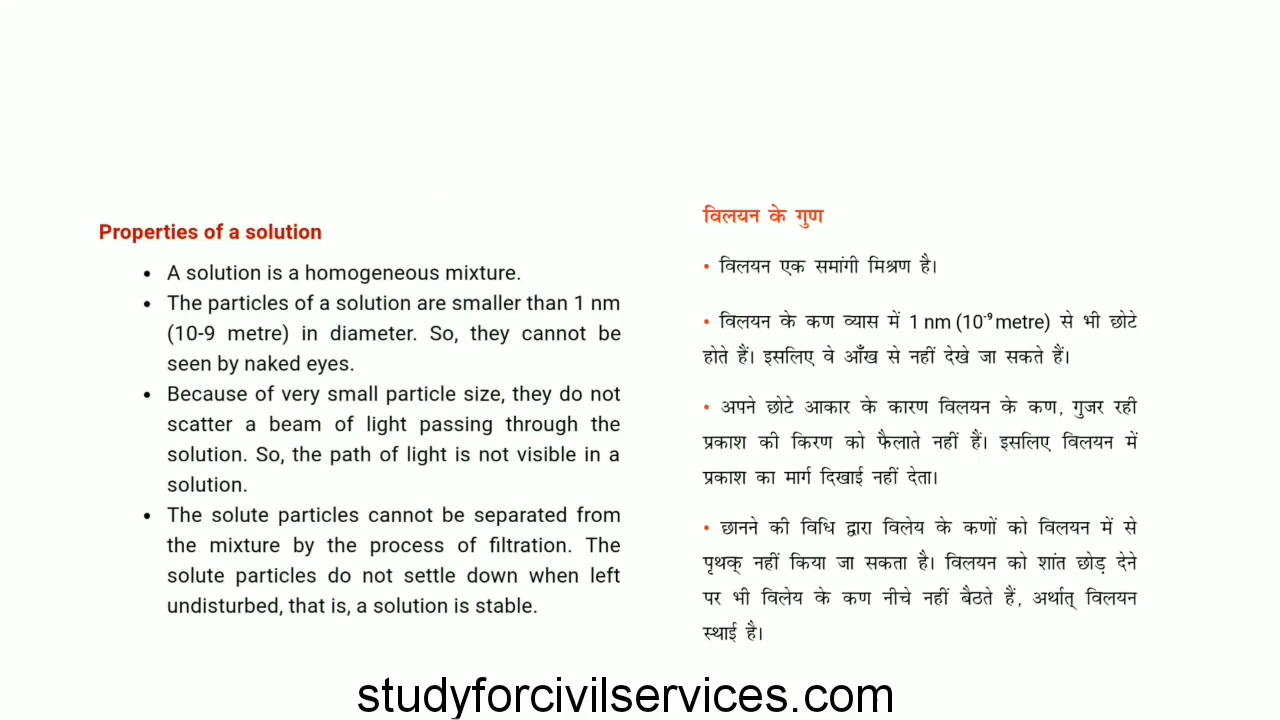 Properties of a solution
• A solution is a homogeneous mixture.
• The particles of a solution are smaller than 1 nm
(10-9 metre) in diameter. So, they cannot be
seen by naked eyes.
• Because of very small particle size, they do not
scatter a beam of light passing through the
solution. So, the path of light is not visible in a
solution.
• The solute particles cannot be separated from
the mixture by the process of filtration. The
solute particles do not settle down when left
undisturbed, that is, a solution is stable.
विलयन के गुण
• विलयन एक समांगी मिश्रण है।
• विलयन के कण व्यास में 1 nm (10⁻⁹ metre) से भी छोटे
होते हैं। इसलिए वे आँख से नहीं देखे जा सकते हैं।
• अपने छोटे आकार के कारण विलयन के कण, गुजर रही
प्रकाश की किरण को फैलाते नहीं हैं। इसलिए विलयन में
प्रकाश का मार्ग दिखाई नहीं देता।
• छानने की विधि द्वारा विलेय के कणों को विलयन में से
पृथक् नहीं किया जा सकता है। विलयन को शांत छोड़ देने
पर भी विलेय के कण नीचे नहीं बैठते हैं, अर्थात् विलयन
स्थाई है।
studyforcivilservices.com